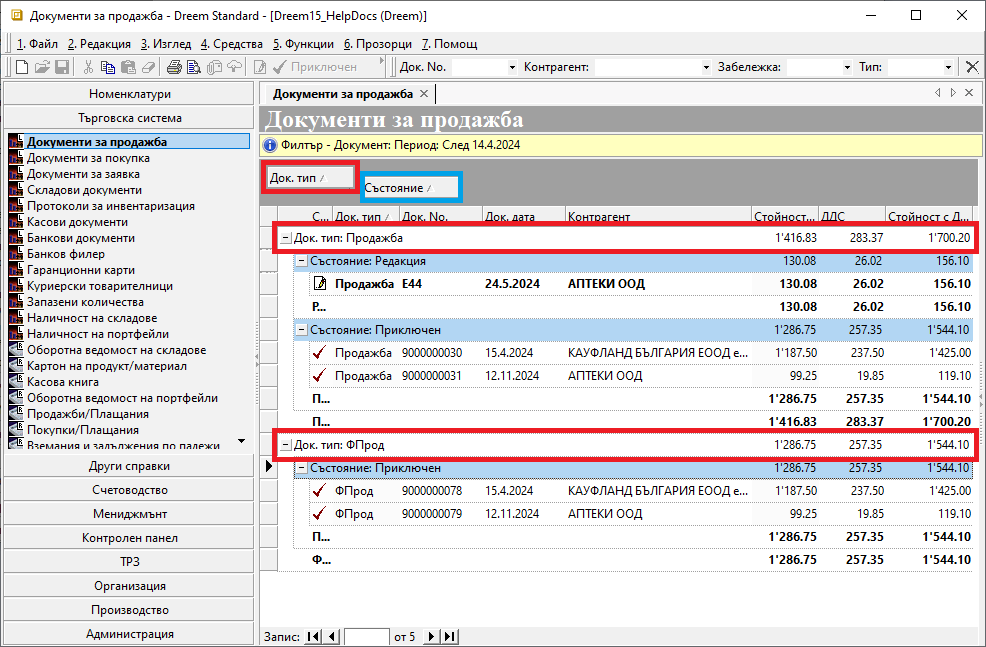 Документи за продажба - Dreem Standard - [Dreem15_HelpDocs (Dreem)]
1. Файл 2. Редакция 3. Изглед 4. Средства 5. Функции 6. Прозорци 7. Помощ
Приключен Док. No. Контрагент: Забележка: Тип:
Номенклатури
Търговска система
Документи за продажба
Документи за покупка
Документи за заявка
Складови документи
Протоколи за инвентаризация
Касови документи
Банкови документи
Банков филер
Гаранционни карти
Куриерски товарителници
Запазени количества
Наличност на складове
Наличност на портфейли
Оборотна ведомост на складове
Картон на продукт/материал
Касова книга
Оборотна ведомост на портфейли
Продажби/Плащания
Покупки/Плащания
Вземания и задължения по падежи
Други справки
Счетоводство
Мениджмънт
Контролен панел
ТРЗ
Организация
Производство
Администрация
Документи за продажба
Документи за продажба
Филтър - Документ: Период: След 14.4.2024
Док. тип
Състояние
С... Док. тип Док. No. Док. дата Контрагент Стойност... ДДС Стойност с Д...
Док. тип: Продажба 1'416.83 283.37 1'700.20
Състояние: Редакция 130.08 26.02 156.10
Продажба E44 24.5.2024 АПТЕКИ ООД 130.08 26.02 156.10
Р... 130.08 26.02 156.10
Състояние: Приключен 1'286.75 257.35 1'544.10
Продажба 9000000030 15.4.2024 КАУФЛАНД БЪЛГАРИЯ ЕООД е... 1'187.50 237.50 1'425.00
Продажба 9000000031 12.11.2024 АПТЕКИ ООД 99.25 19.85 119.10
П... 1'286.75 257.35 1'544.10
П... 1'416.83 283.37 1'700.20
Док. тип: ФПрод 1'286.75 257.35 1'544.10
Състояние: Приключен 1'286.75 257.35 1'544.10
ФПрод 9000000078 15.4.2024 КАУФЛАНД БЪЛГАРИЯ ЕООД е... 1'187.50 237.50 1'425.00
ФПрод 9000000079 12.11.2024 АПТЕКИ ООД 99.25 19.85 119.10
П... 1'286.75 257.35 1'544.10
Ф... 1'286.75 257.35 1'544.10
Запис: от 5